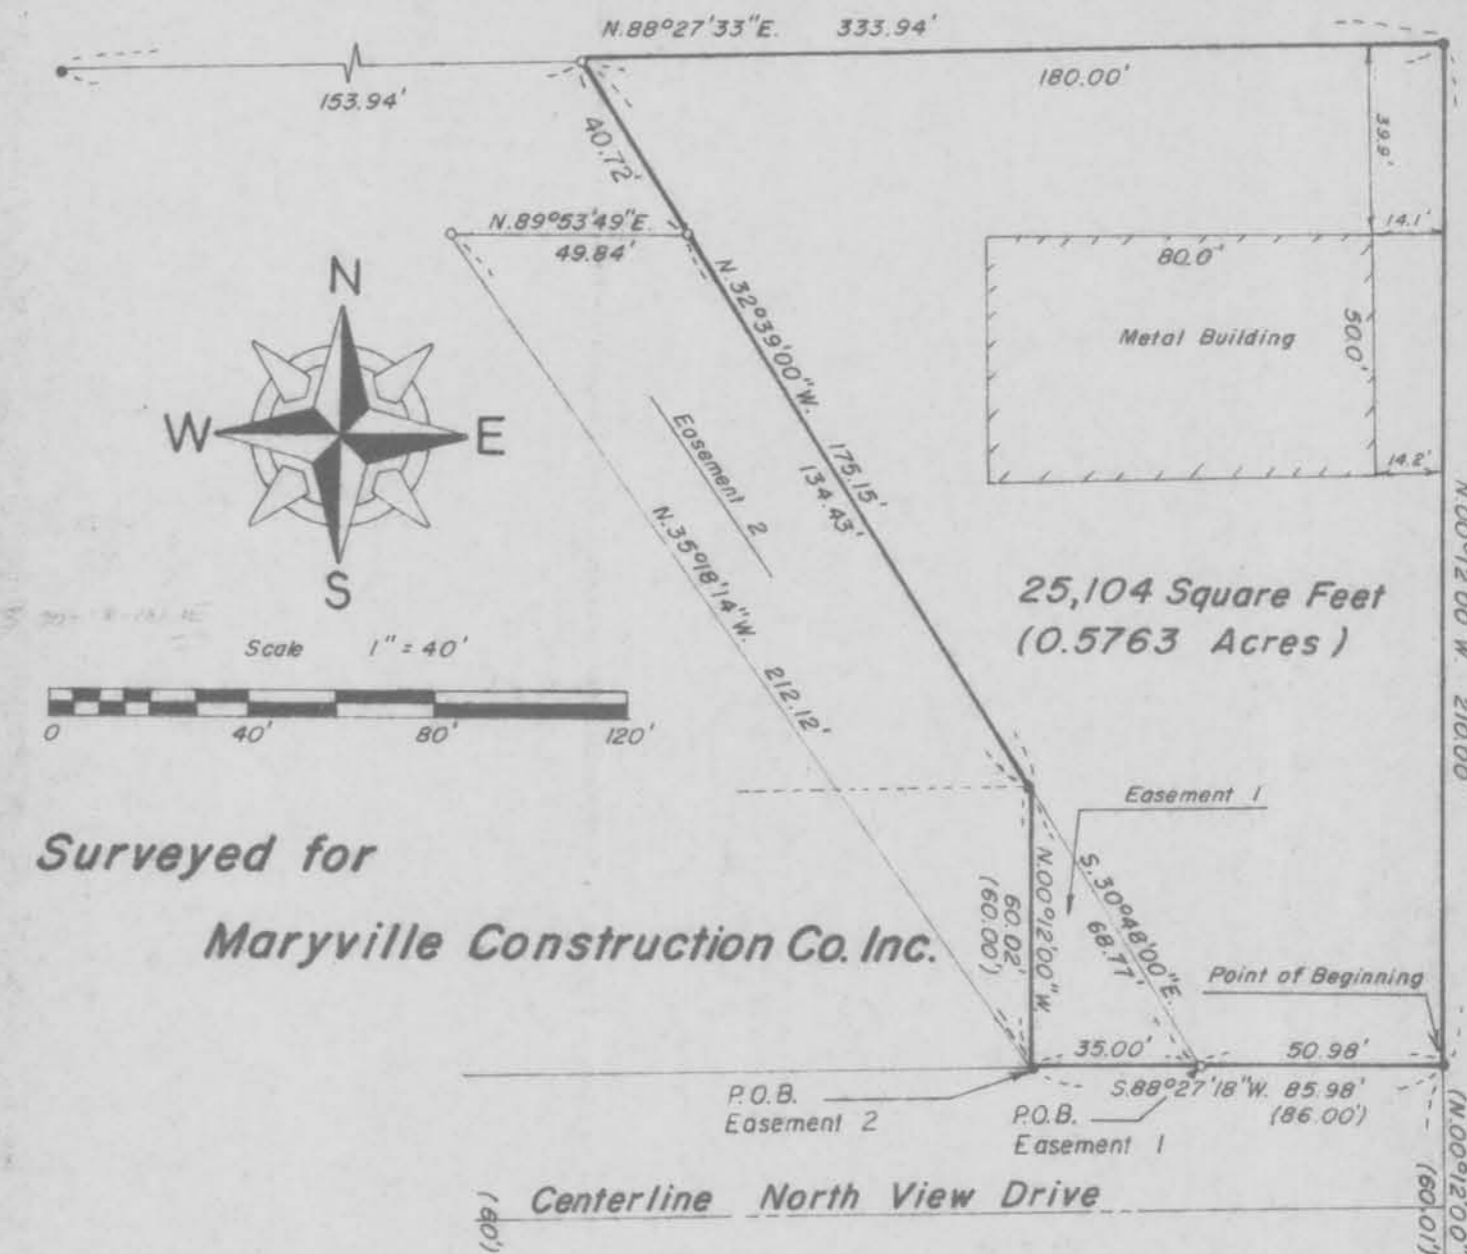 N.88°27'33"E. 333.94'
153.94'
180.00'
40.72'
39.9'
N.89°53'49"E.
49.84'
14.1'
80.0'
N
W
E
S
N.32°39'00"W. 175.15'
134.43'
Metal Building
50.0'
14.2'
Easement 2
N.35°18'14"W. 212.12'
N.00°12'00"W. 210.00
25,104 Square Feet
(0.5763 Acres)
Scale 1" = 40'
0 40' 80' 120'
Easement 1
Surveyed for
Maryville Construction Co. Inc.
N.00°12'00"W.
60.02'
(60.00')
S.30°48'00"E.
68.77'
Point of Beginning
35.00'
50.98'
S.88°27'18"W. 85.98'
(86.00')
P.O.B.
Easement 2
P.O.B.
Easement 1
(N.00°12'00"
(60.01')
Centerline North View Drive
(60')